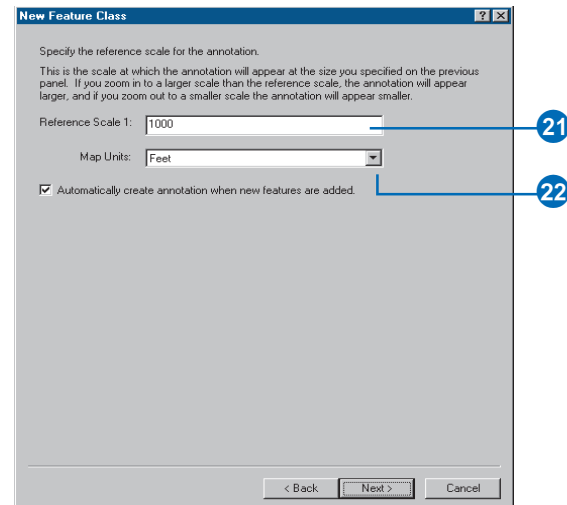 New Feature Class
Specify the reference scale for the annotation.
This is the scale at which the annotation will appear at the size you specified on the previous
panel. If you zoom in to a larger scale than the reference scale, the annotation will appear
larger, and if you zoom out to a smaller scale the annotation will appear smaller.
Reference Scale 1: 1000
21
Map Units: Feet
22
Automatically create annotation when new features are added.
< Back Next > Cancel